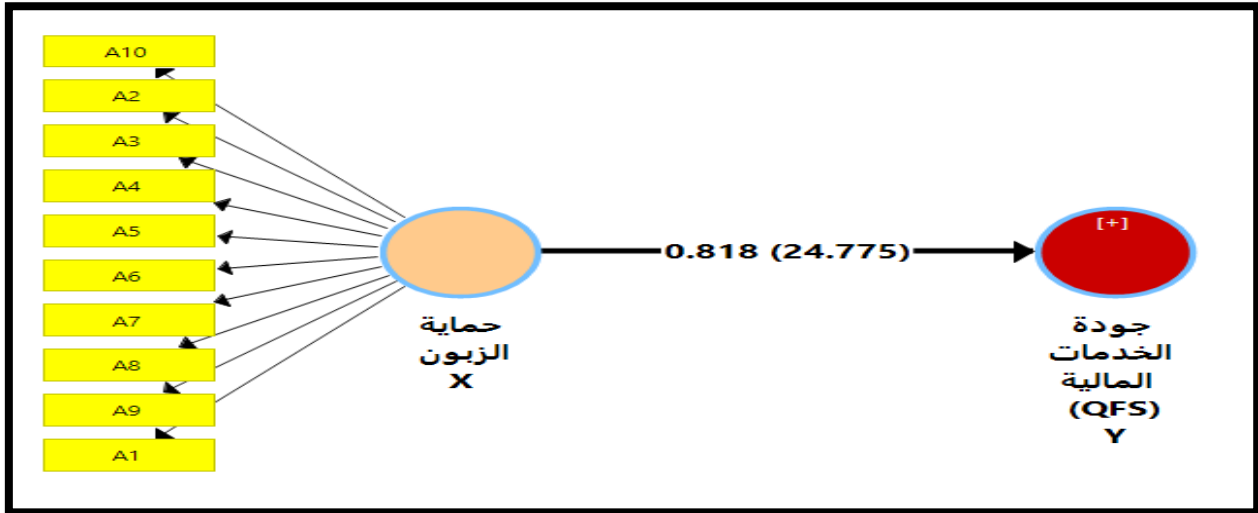 A10
A2
A3
A4
A5
A6
A7
A8
A9
A1
حماية
الزبون
X
0.818 (24.775)
[+]
جودة
الخدمات
المالية
(QFS)
Y